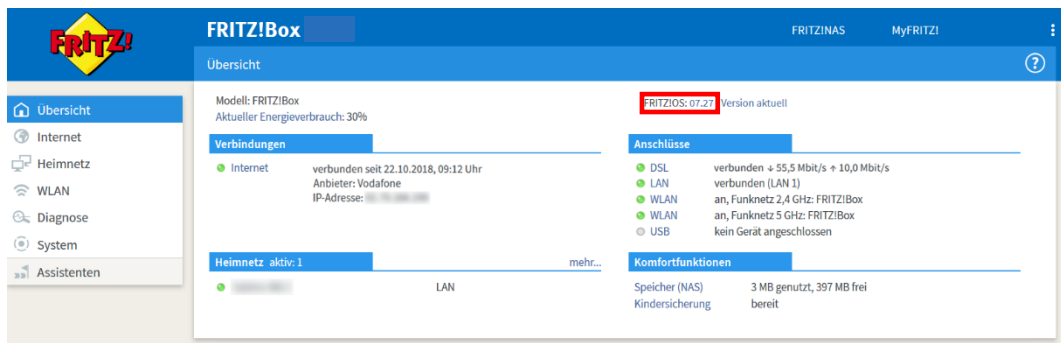 FRITZ!
FRITZ!Box
FRITZ!NAS
MyFRITZ!
Übersicht
?
Übersicht
Internet
Heimnetz
WLAN
Diagnose
System
Assistenten
Modell: FRITZ!Box
Aktueller Energieverbrauch: 30%
FRITZ!OS: 07.27 Version aktuell
Verbindungen
Internet verbunden seit 22.10.2018, 09:12 Uhr
Anbieter: Vodafone
IP-Adresse:
Anschlüsse
DSL verbunden ↓ 55,5 Mbit/s ↑ 10,0 Mbit/s
LAN verbunden (LAN 1)
WLAN an, Funknetz 2,4 GHz: FRITZ!Box
WLAN an, Funknetz 5 GHz: FRITZ!Box
USB kein Gerät angeschlossen
Heimnetz aktiv: 1 mehr...
LAN
Komfortfunktionen
Speicher (NAS) 3 MB genutzt, 397 MB frei
Kindersicherung bereit